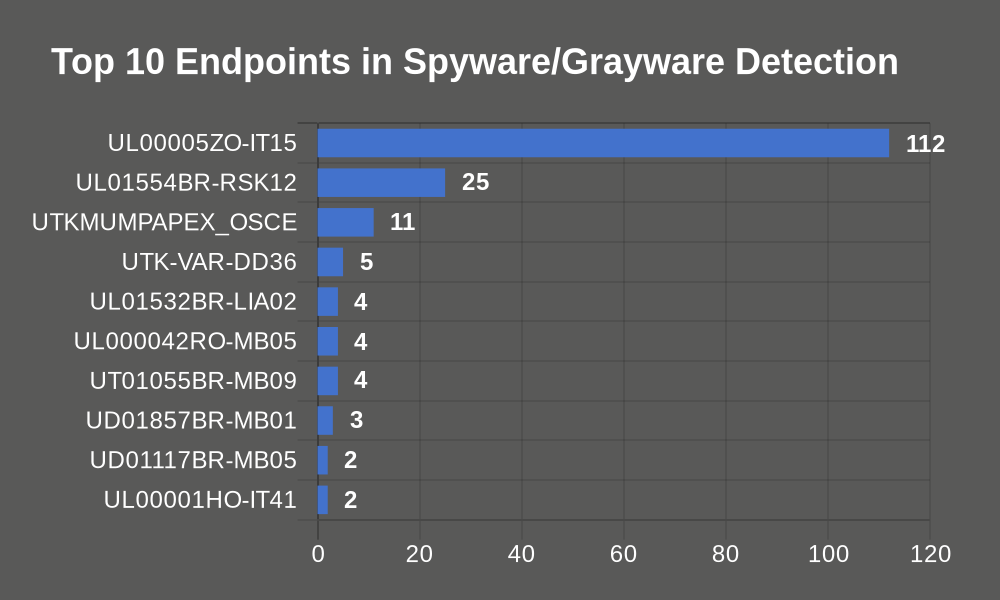 Top 10 Endpoints in Spyware/Grayware Detection
UL00005ZO-IT15 112
UL01554BR-RSK12 25
UTKMUMPAPEX_OSCE 11
UTK-VAR-DD36 5
UL01532BR-LIA02 4
UL000042RO-MB05 4
UT01055BR-MB09 4
UD01857BR-MB01 3
UD01117BR-MB05 2
UL00001HO-IT41 2
0 20 40 60 80 100 120